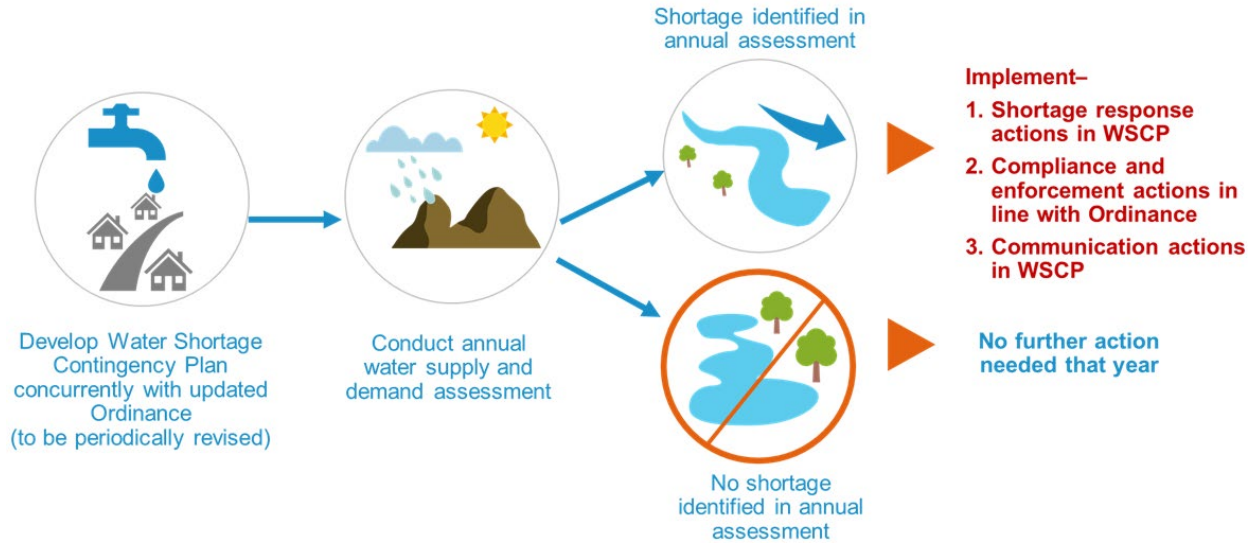 Develop Water Shortage
Contingency Plan
concurrently with updated
Ordinance
(to be periodically revised)
Conduct annual
water supply and
demand assessment
Shortage identified in
annual assessment
Implement–
1. Shortage response
actions in WSCP
2. Compliance and
enforcement actions in
line with Ordinance
3. Communication actions
in WSCP
No shortage
identified in annual
assessment
No further action
needed that year